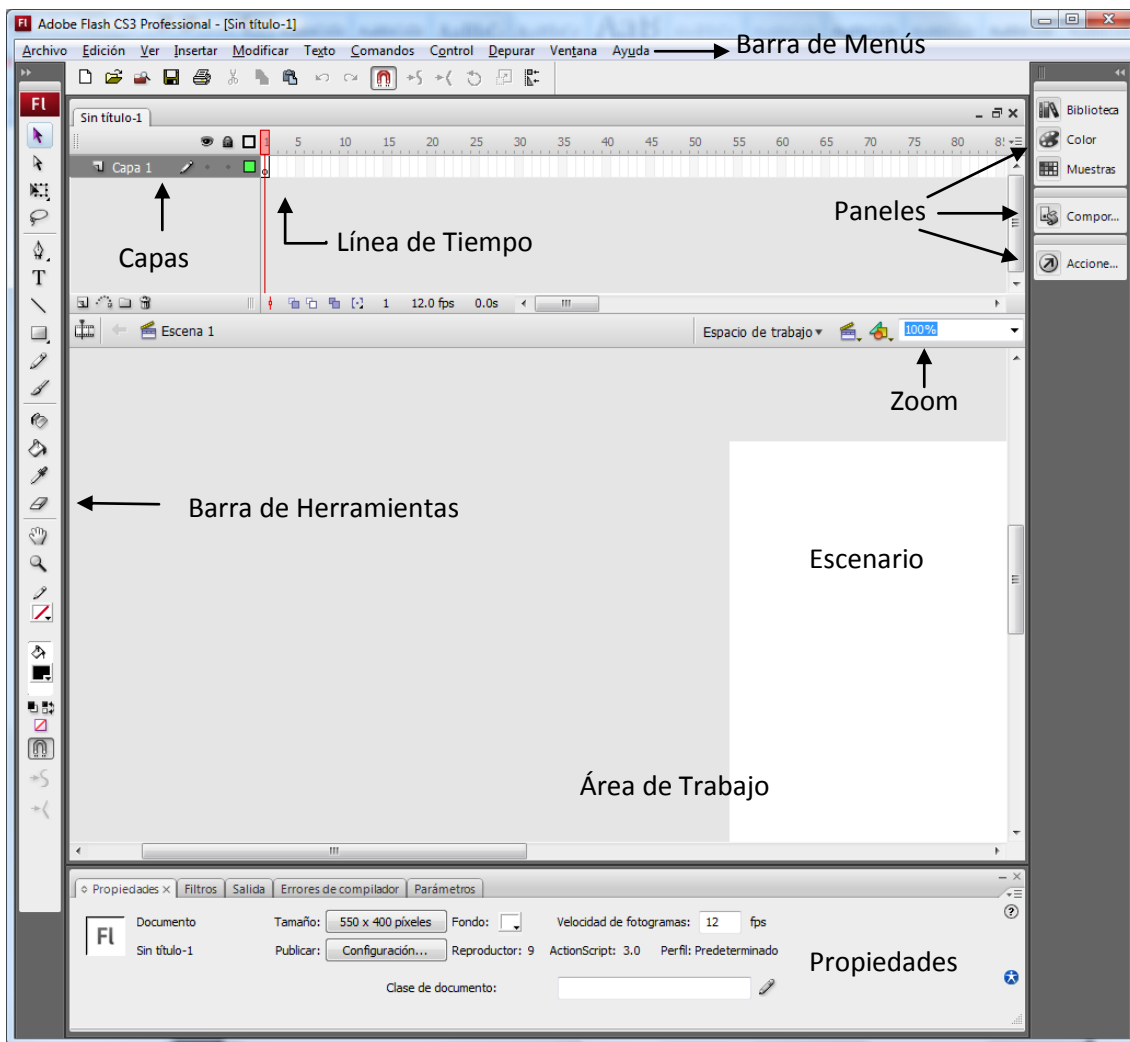 Fl Adobe Flash CS3 Professional - [Sin título-1]
Archivo Edición Ver Insertar Modificar Texto Comandos Control Depurar Ventana Ayuda
Barra de Menús
Fl
Sin título-1
1 5 10 15 20 25 30 35 40 45 50 55 60 65 70 75 80
Capa 1
Biblioteca
Color
Muestras
Compor...
Accione...
Paneles
Línea de Tiempo
Capas
T
1 12.0 fps 0.0s
Escena 1
Espacio de trabajo
100%
Zoom
Barra de Herramientas
Escenario
Área de Trabajo
Propiedades Filtros Salida Errores de compilador Parámetros
Fl
Documento Tamaño: 550 x 400 píxeles Fondo: Velocidad de fotogramas: 12 fps
Sin título-1 Publicar: Configuración... Reproductor: 9 ActionScript: 3.0 Perfil: Predeterminado
Clase de documento:
Propiedades